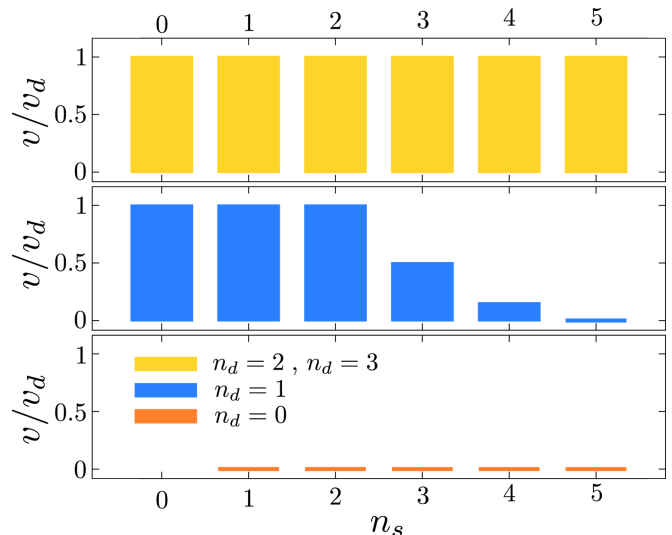 0 1 2 3 4 5
v/v_d
1
0.5
0
v/v_d
1
0.5
0
v/v_d
1
0.5
0
n_d = 2 , n_d = 3
n_d = 1
n_d = 0
0 1 2 3 4 5
n_s